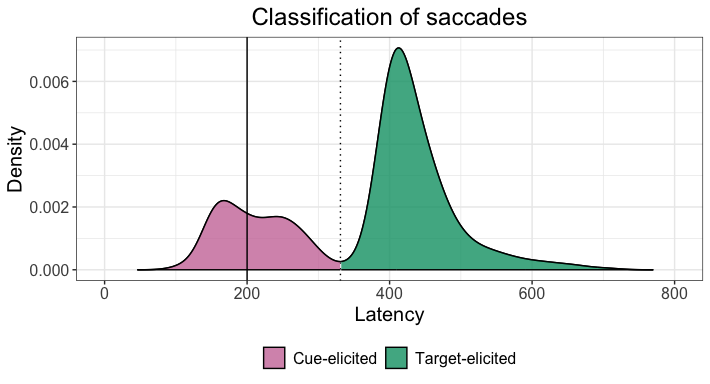 Classification of saccades
Density
0.006
0.004
0.002
0.000
0 200 400 600 800
Latency
Cue-elicited Target-elicited